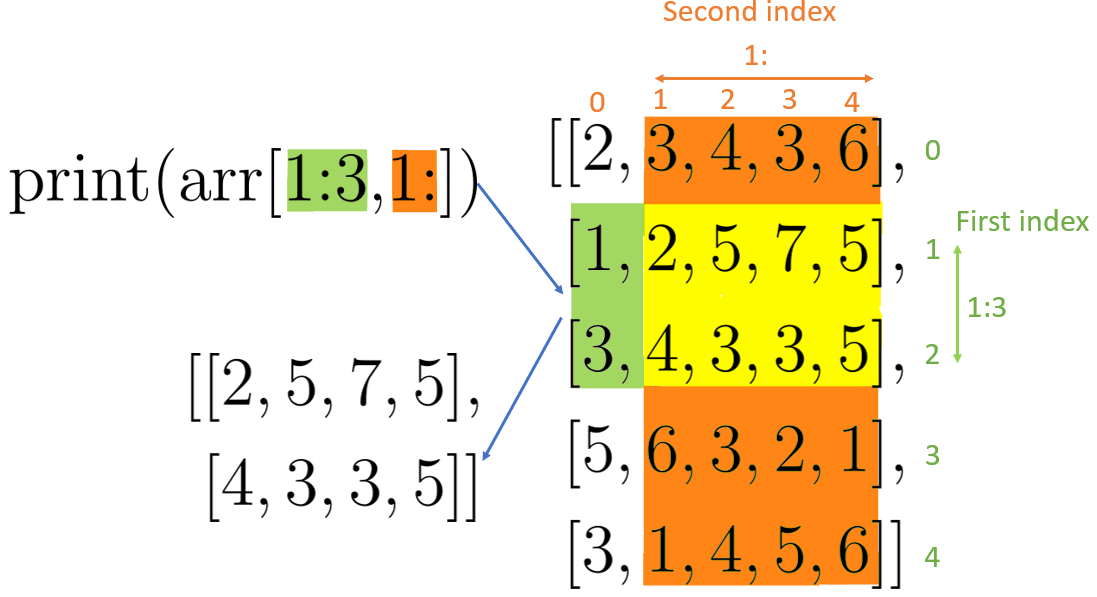 Second index
1:
0 1 2 3 4
print(arr[1:3,1:])
[[2, 3, 4, 3, 6], 0
First index
[1, 2, 5, 7, 5], 1
1:3
[3, 4, 3, 3, 5], 2
[[2, 5, 7, 5],
[4, 3, 3, 5]]
[5, 6, 3, 2, 1], 3
[3, 1, 4, 5, 6]] 4